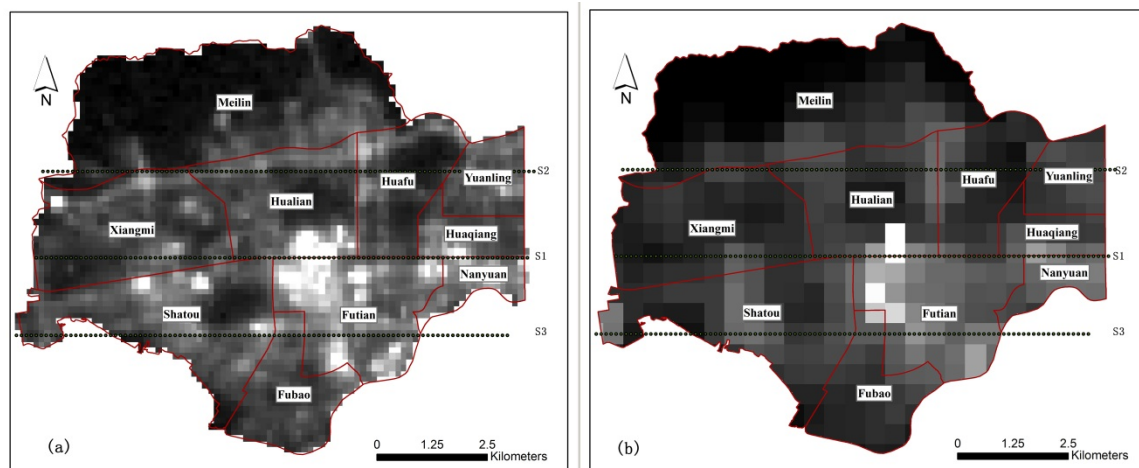 N
Meilin
S2
Yuanling
Huafu
Hualian
Xiangmi
Huaqiang
S1
Nanyuan
Shatou
Futian
S3
Fubao
(a)
0 1.25 2.5
Kilometers
N
Meilin
S2
Yuanling
Huafu
Hualian
Xiangmi
Huaqiang
S1
Nanyuan
Shatou
Futian
S3
Fubao
(b)
0 1.25 2.5
Kilometers